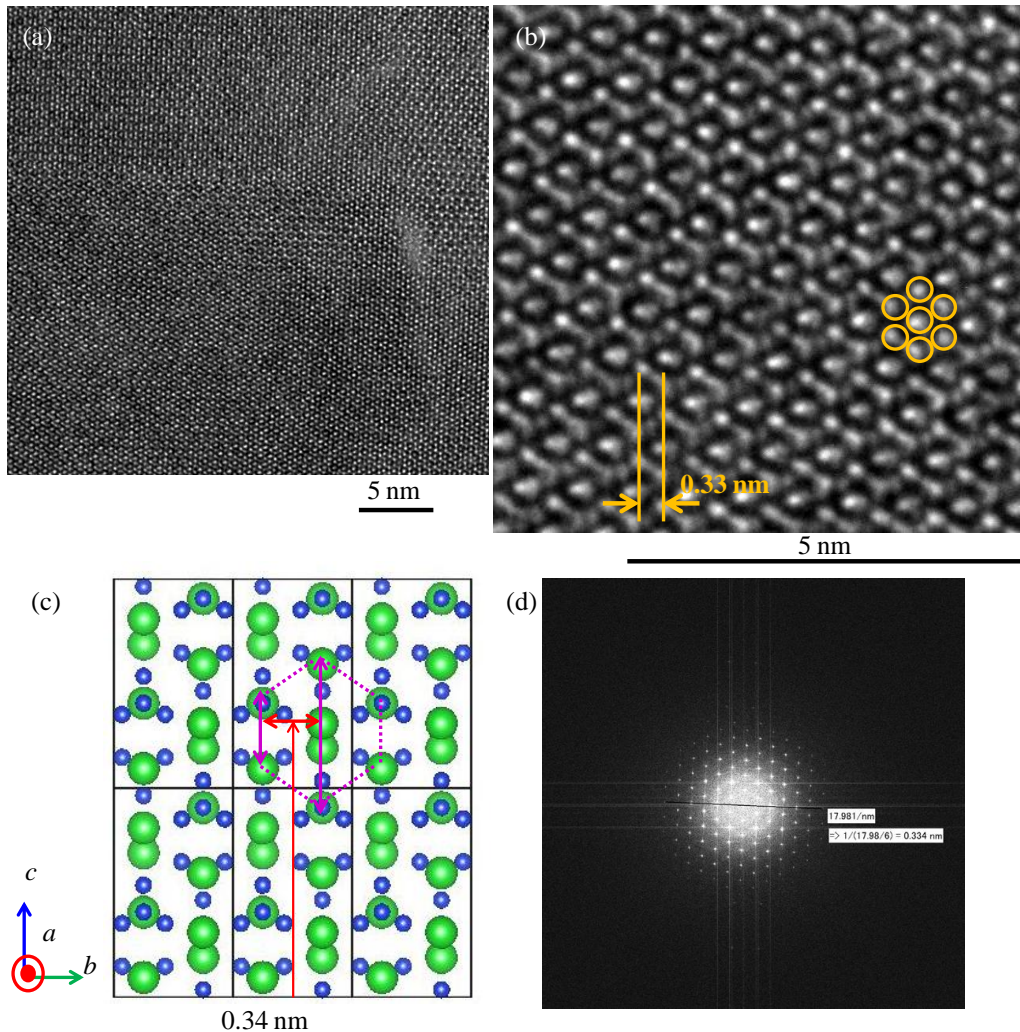 (a)
(b)
0.33 nm
5 nm
5 nm
(c)
(d)
17.981/nm
=> 1/(17.98/6) = 0.334 nm
c
a
b
0.34 nm